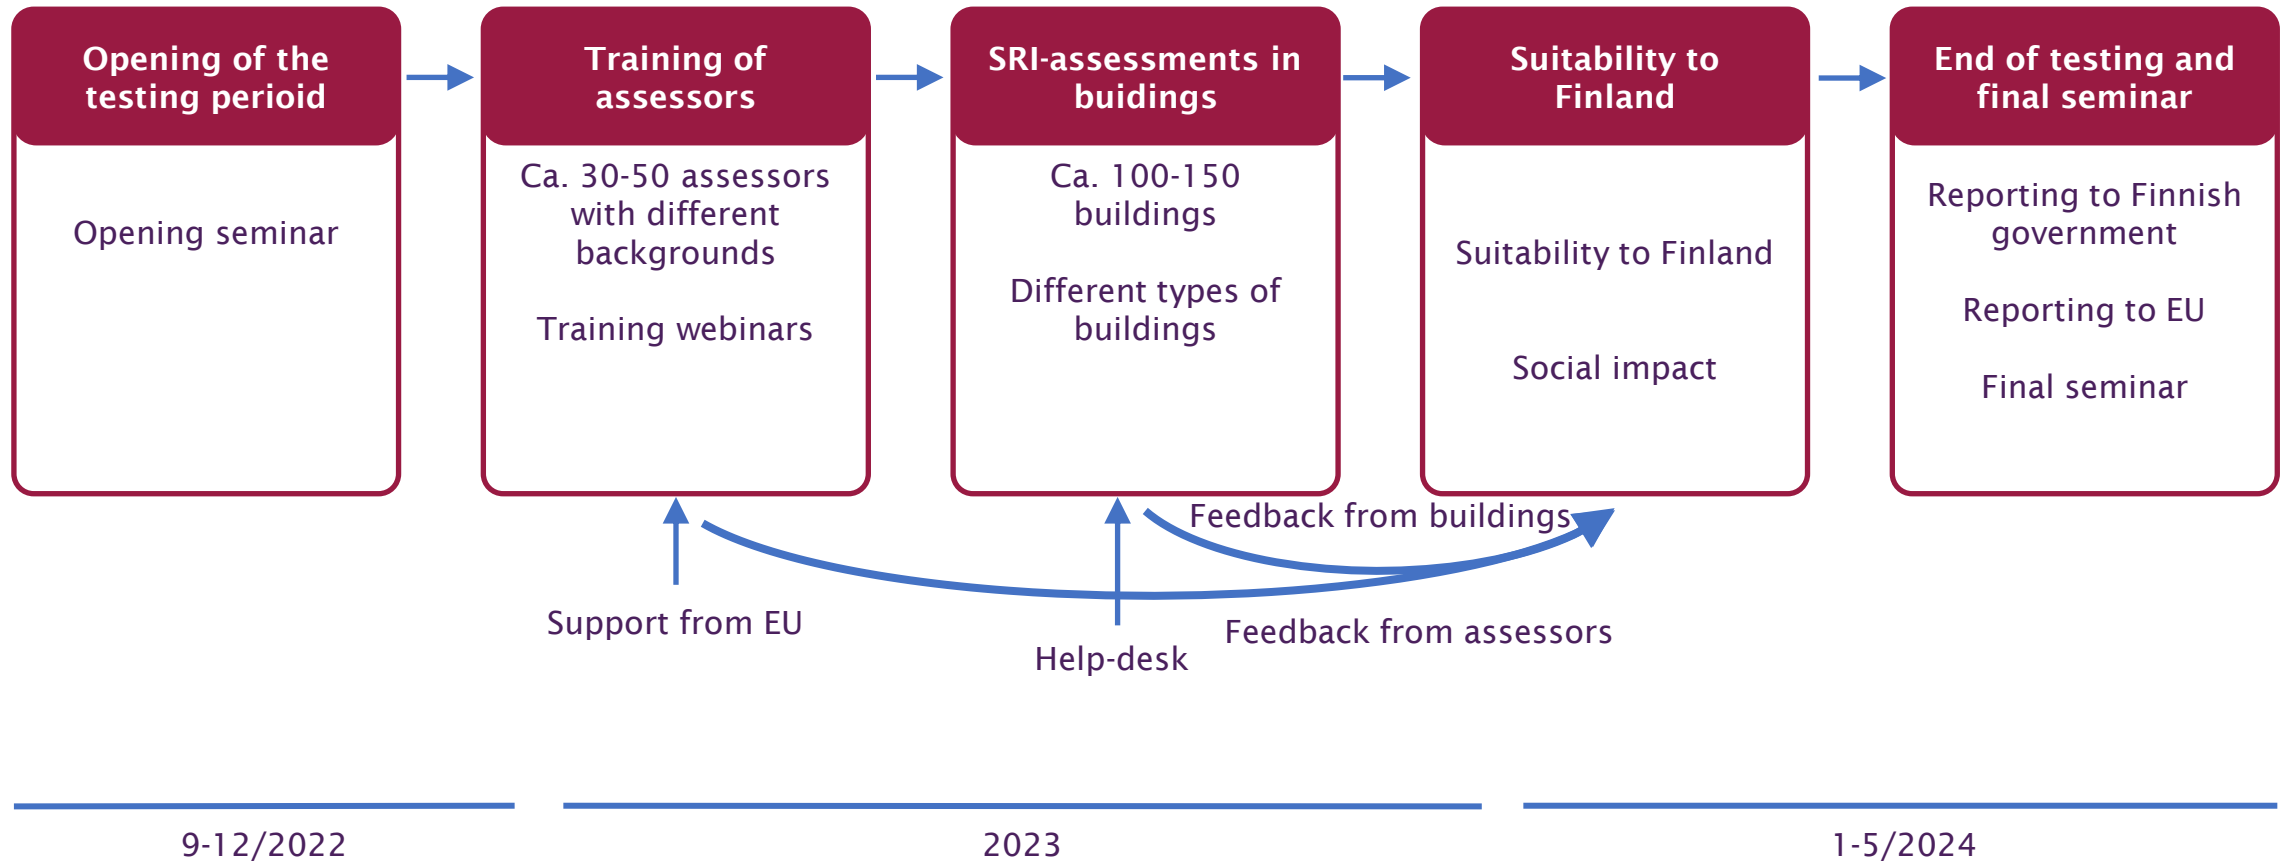 Opening of the
testing perioid
Opening seminar
Training of
assessors
Ca. 30-50 assessors
with different
backgrounds
Training webinars
SRI-assessments in
buidings
Ca. 100-150
buildings
Different types of
buildings
Suitability to
Finland
Suitability to Finland
Social impact
End of testing and
final seminar
Reporting to Finnish
government
Reporting to EU
Final seminar
Feedback from buildings
Support from EU
Feedback from assessors
Help-desk
9-12/2022
2023
1-5/2024